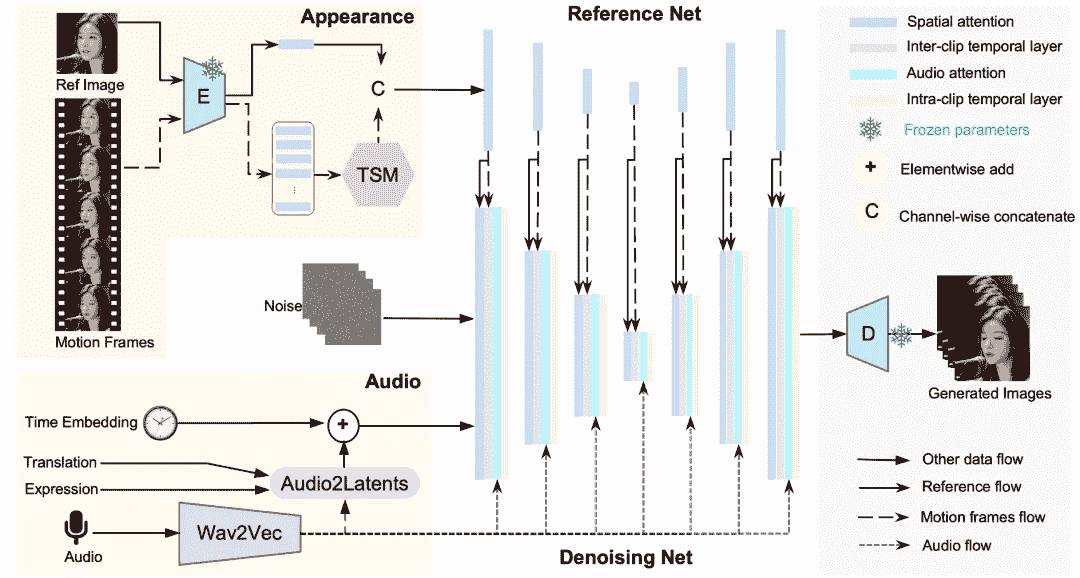 Appearance
Ref Image
E
C
TSM
⋮
Motion Frames
Reference Net
Noise
Audio
Time Embedding
+
Translation
Expression
Audio2Latents
Audio
Wav2Vec
Denoising Net
D
Generated Images
Spatial attention
Inter-clip temporal layer
Audio attention
Intra-clip temporal layer
Frozen parameters
+
Elementwise add
C
Channel-wise concatenate
Other data flow
Reference flow
Motion frames flow
Audio flow